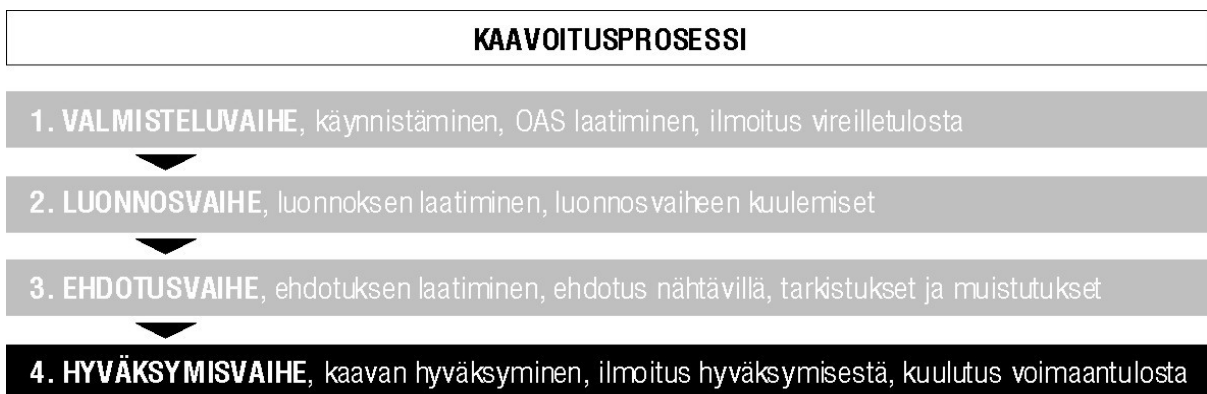 KAAVOITUSPROSESSI
1. VALMISTELUVAIHE, käynnistäminen, OAS laatiminen, ilmoitus vireilletulosta
2. LUONNOSVAIHE, luonnoksen laatiminen, luonnosvaiheen kuulemiset
3. EHDOTUSVAIHE, ehdotuksen laatiminen, ehdotus nähtävillä, tarkistukset ja muistutukset
4. HYVÄKSYMISVAIHE, kaavan hyväksyminen, ilmoitus hyväksymisestä, kuulutus voimaantulosta